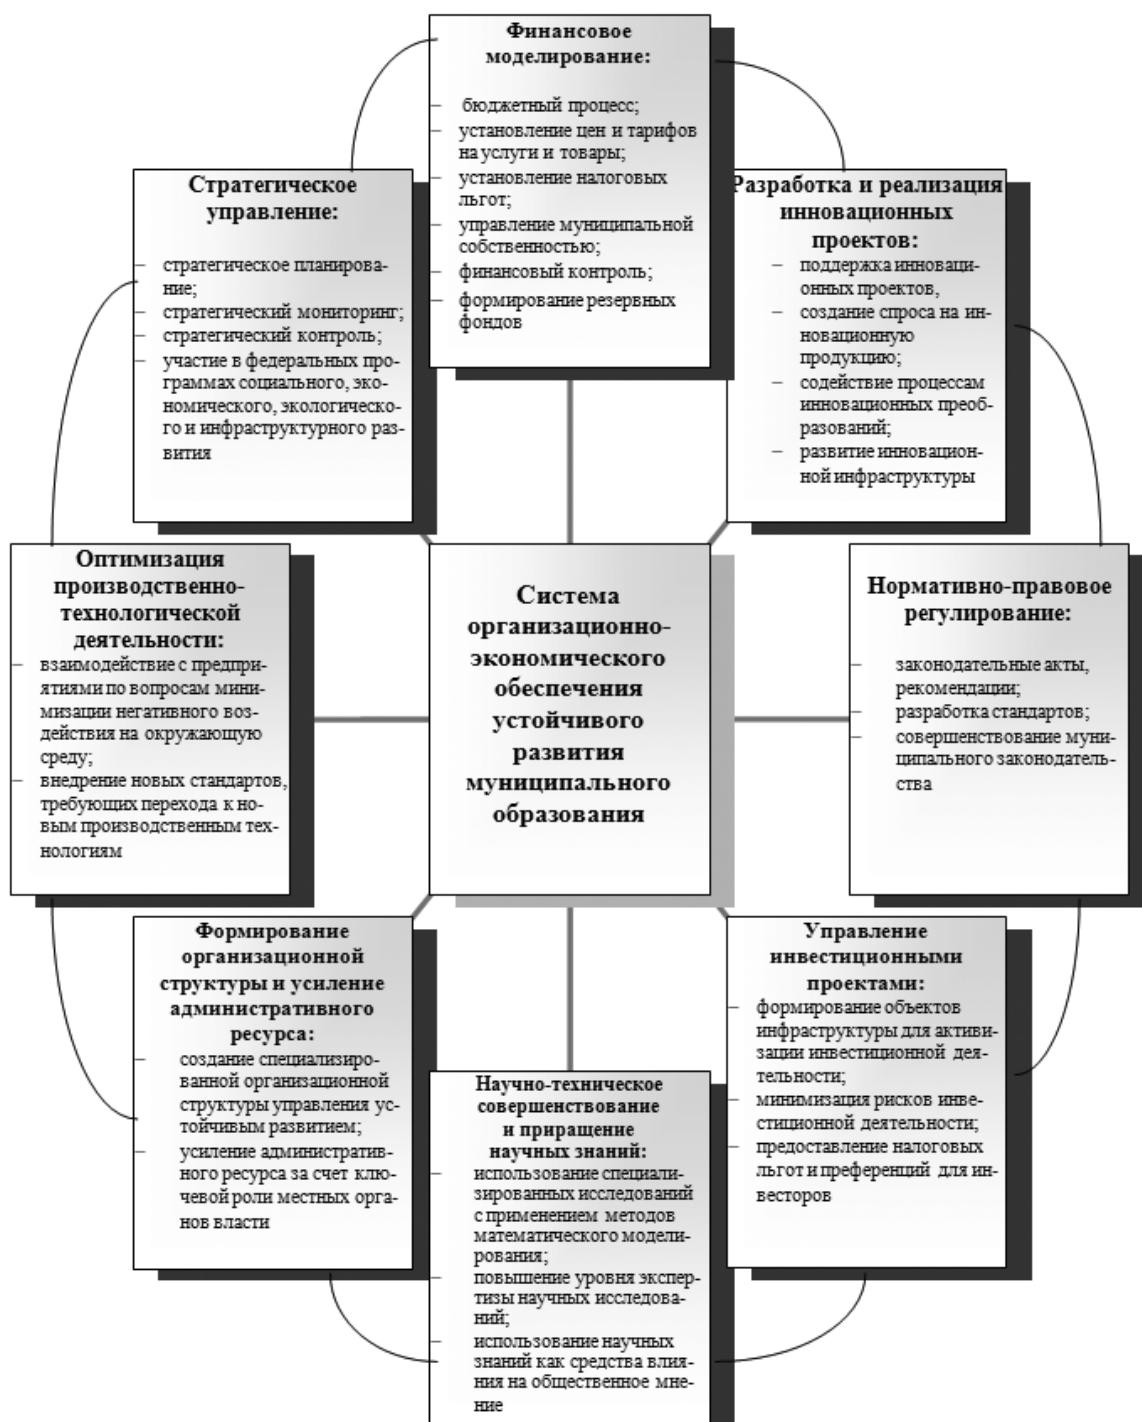 Финансовое
моделирование:
– бюджетный процесс;
– установление цен и тарифов
на услуги и товары;
– установление налоговых
льгот;
– управление муниципальной
собственностью;
– финансовый контроль;
– формирование резервных
фондов
Стратегическое
управление:
– стратегическое планирова-
ние;
– стратегический мониторинг;
– стратегический контроль;
– участие в федеральных про-
граммах социального, эко-
номического, экологическо-
го и инфраструктурного раз-
вития
Разработка и реализация
инновационных
проектов:
– поддержка инноваци-
онных проектов,
– создание спроса на ин-
новационную
продукцию;
– содействие процессам
инновационных преоб-
разований;
– развитие инновацион-
ной инфраструктуры
Оптимизация
производственно-
технологической
деятельности:
– взаимодействие с предпри-
ятиями по вопросам мини-
мизации негативного воз-
действия на окружающую
среду;
– внедрение новых стандартов,
требующих перехода к но-
вым производственным тех-
нологиям
Система
организационно-
экономического
обеспечения
устойчивого
развития
муниципального
образования
Нормативно-правовое
регулирование:
– законодательные акты,
рекомендации;
– разработка стандартов;
– совершенствование муни-
ципального законодатель-
ства
Формирование
организационной
структуры и усиление
административного
ресурса:
– создание специализиро-
ванной организационной
структуры управления ус-
тойчивым развитием;
– усиление административ-
ного ресурса за счет клю-
чевой роли местных орга-
нов власти
Научно-техническое
совершенствование
и приращение
научных знаний:
– использование специали-
зированных исследований
с применением методов
математического модели-
рования;
– повышение уровня экспер-
тизы научных исследова-
ний;
– использование научных
знаний как средства влия-
ния на общественное мне-
ние
Управление
инвестиционными
проектами:
– формирование объектов
инфраструктуры для активи-
зации инвестиционной дея-
тельности;
– минимизация рисков инве-
стиционной деятельности;
– предоставление налоговых
льгот и преференций для ин-
весторов